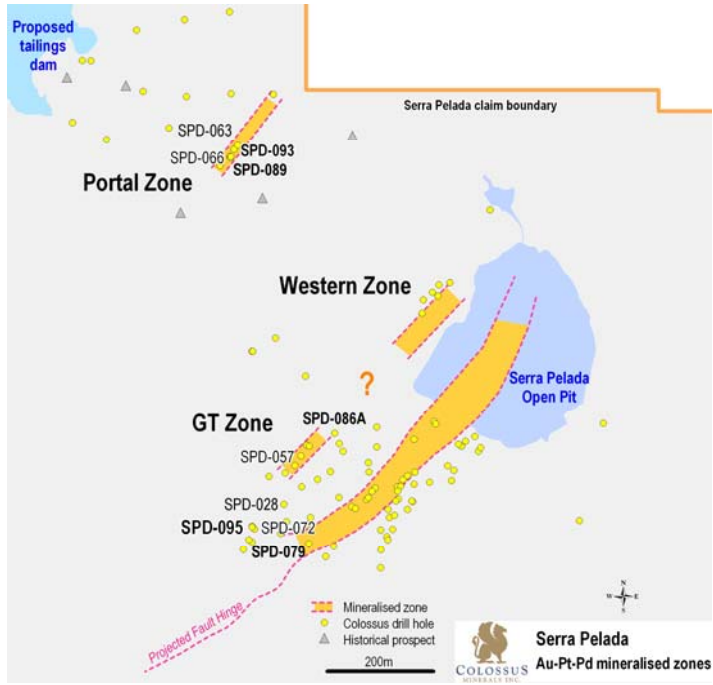 Proposed
tailings
dam
Serra Pelada claim boundary
SPD-063
SPD-066
SPD-093
SPD-089
Portal Zone
Western Zone
Serra Pelada
Open Pit
?
SPD-086A
GT Zone
SPD-057
SPD-028
SPD-095
SPD-072
SPD-079
Projected Fault Hinge
N
W
E
S
Mineralised zone
Colossus drill hole
Historical prospect
200m
COLOSSUS
MINERALS INC.
Serra Pelada
Au-Pt-Pd mineralised zones